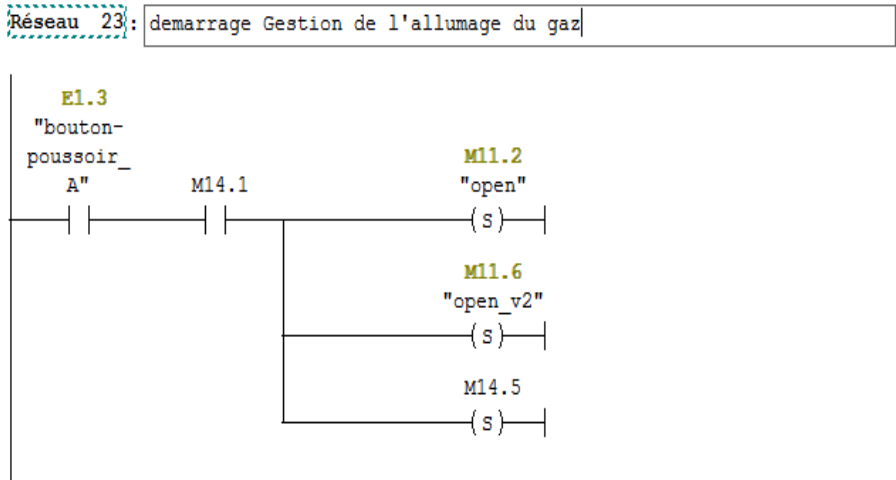 Réseau 23: demarrage Gestion de l'allumage du gaz
E1.3
"bouton-
poussoir_
A"
M14.1
M11.2
"open"
(S)
M11.6
"open_v2"
(S)
M14.5
(S)